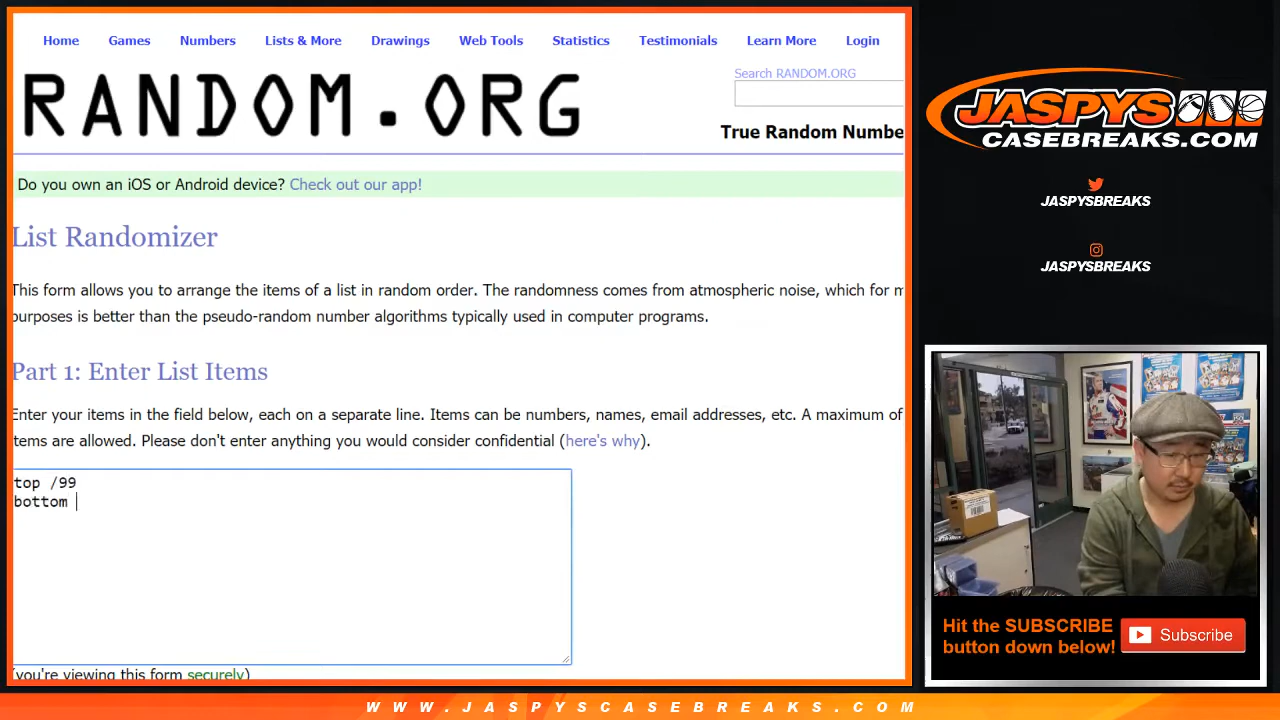 Home Games Numbers Lists & More Drawings Web Tools Statistics Testimonials Learn More Login
RANDOM.ORG
Search RANDOM.ORG
True Random Numbe
Do you own an iOS or Android device? Check out our app!
List Randomizer
This form allows you to arrange the items of a list in random order. The randomness comes from atmospheric noise, which for m
purposes is better than the pseudo-random number algorithms typically used in computer programs.
Part 1: Enter List Items
Enter your items in the field below, each on a separate line. Items can be numbers, names, email addresses, etc. A maximum of
items are allowed. Please don't enter anything you would consider confidential (here's why).
top /99
bottom
(you're viewing this form securely)
JASPYS
CASEBREAKS.COM
JASPYSBREAKS
JASPYSBREAKS
Hit the SUBSCRIBE
button down below!
Subscribe
WWW.JASPYSCASEBREAKS.COM